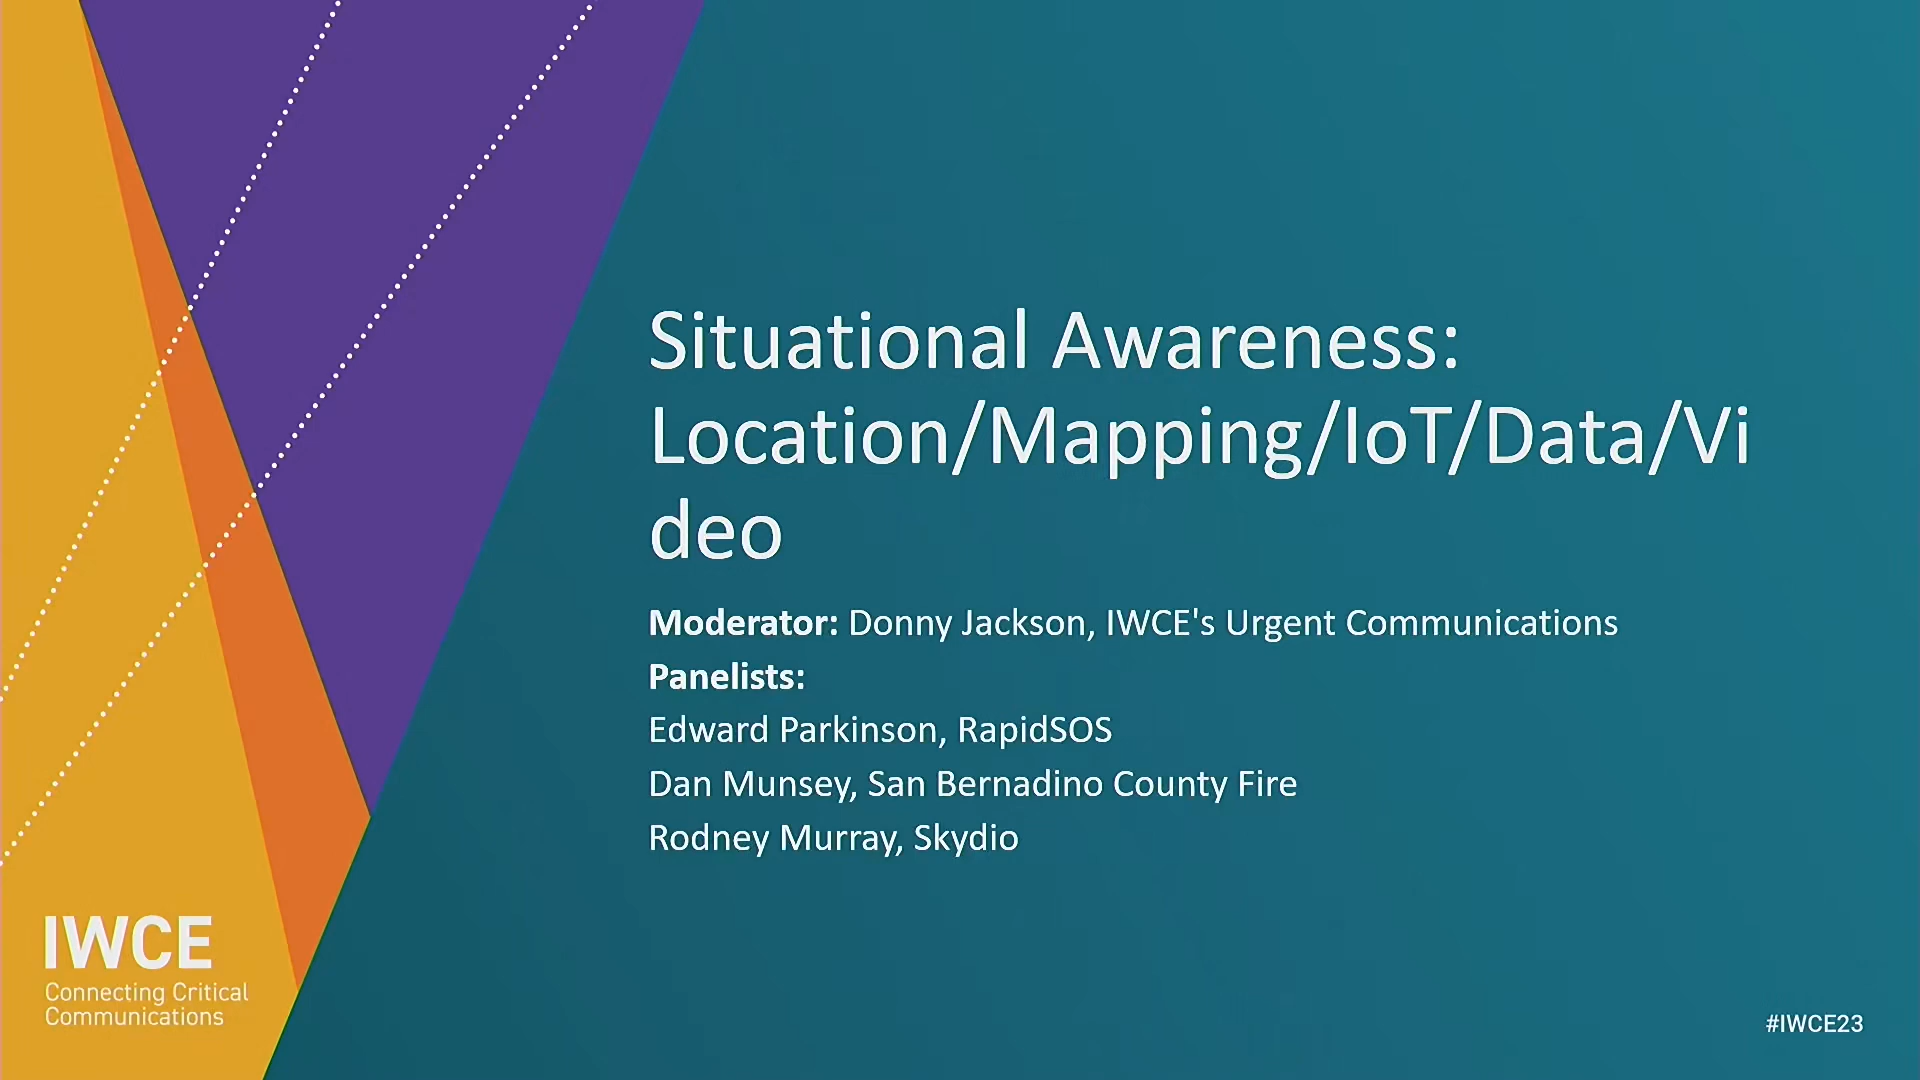 Situational Awareness:
Location/Mapping/IoT/Data/Vi
deo
Moderator: Donny Jackson, IWCE's Urgent Communications
Panelists:
Edward Parkinson, RapidSOS
Dan Munsey, San Bernadino County Fire
Rodney Murray, Skydio
IWCE
Connecting Critical
Communications
#IWCE23